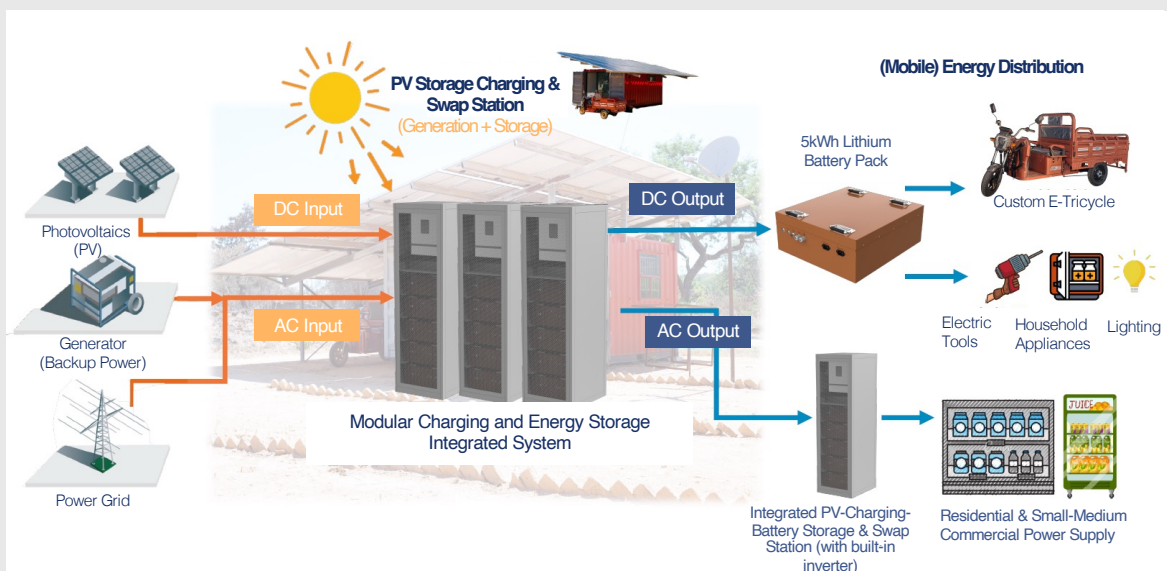 PV Storage Charging &
Swap Station
(Generation + Storage)
(Mobile) Energy Distribution
Photovoltaics
(PV)
Generator
(Backup Power)
Power Grid
DC Input
AC Input
Modular Charging and Energy Storage
Integrated System
DC Output
AC Output
5kWh Lithium
Battery Pack
Custom E-Tricycle
Electric
Tools
Household
Appliances
Lighting
Integrated PV-Charging-
Battery Storage & Swap
Station (with built-in
inverter)
JUICE
Residential & Small-Medium
Commercial Power Supply